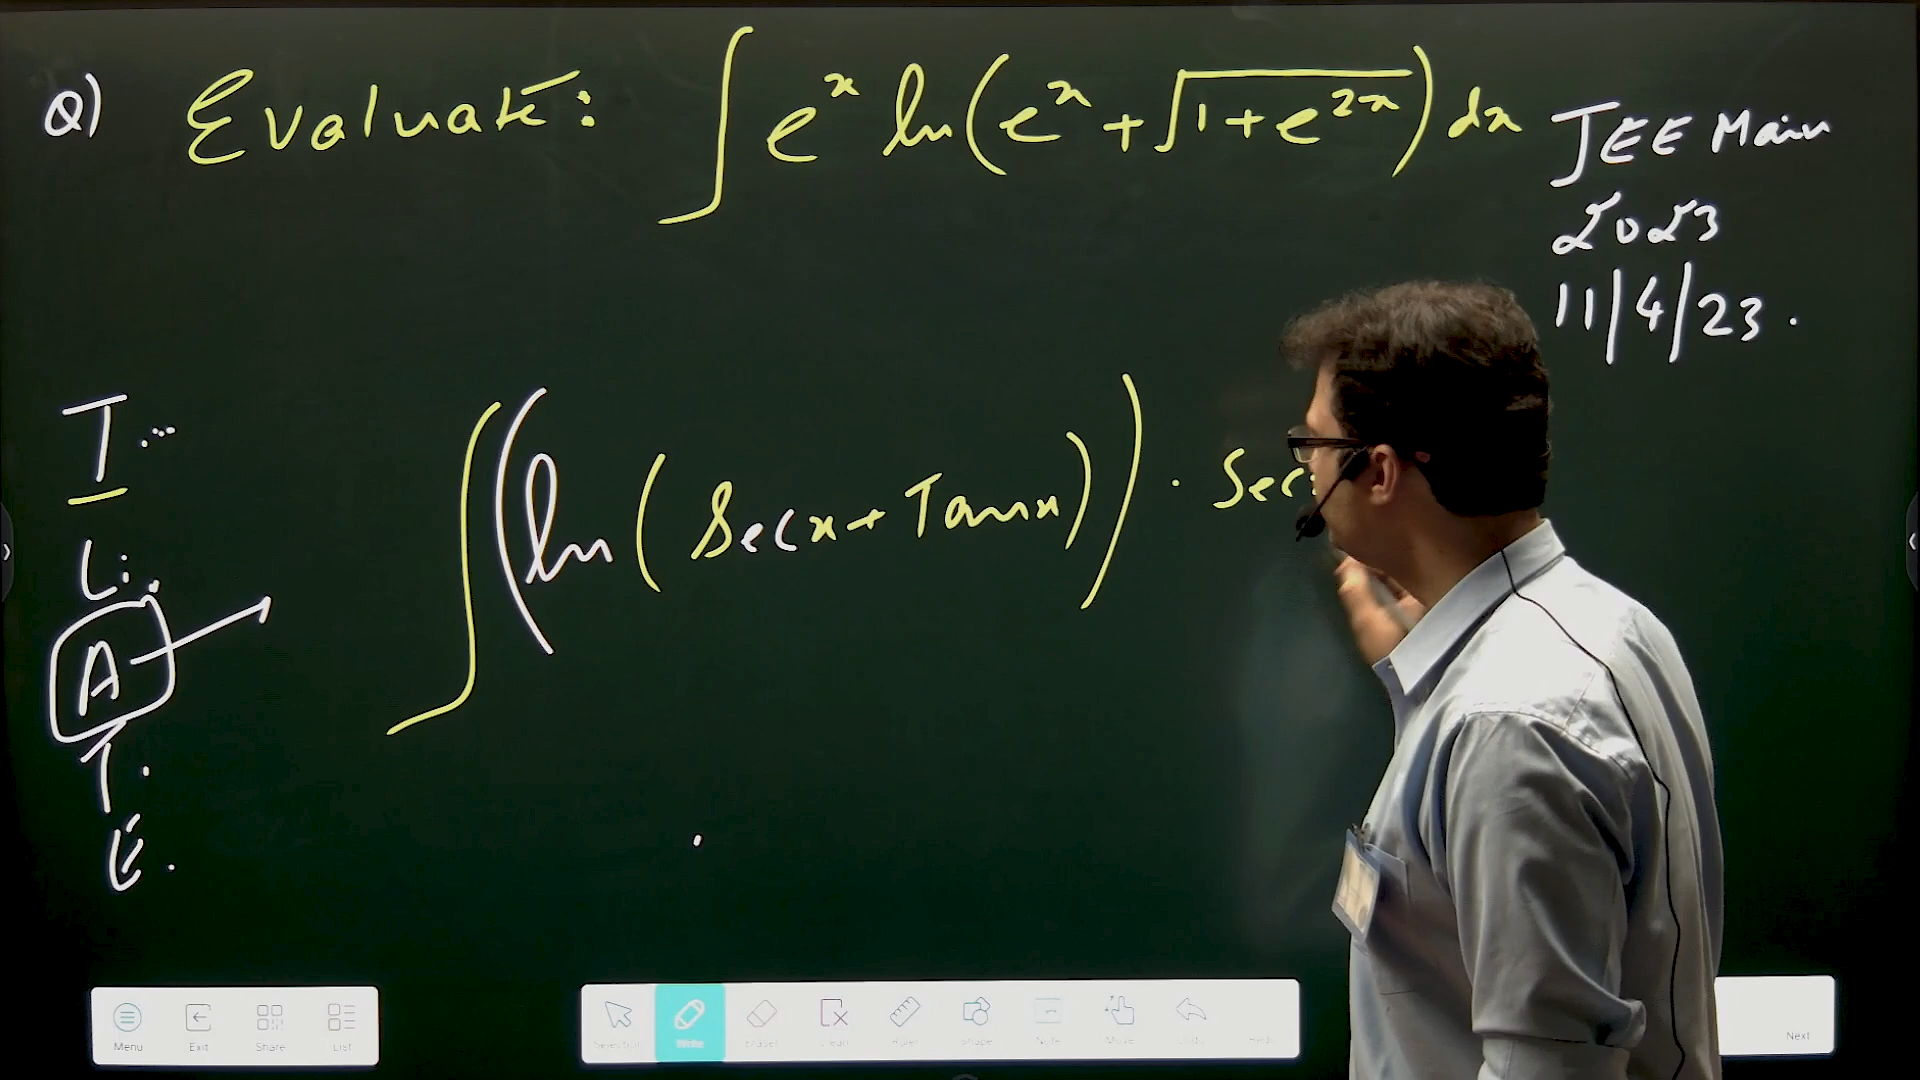 Q) Evaluate: ∫ e^x ln(e^x + √(1+e^{2x})) dx
JEE Main
2023
11/4/23.
∫ (ln(Secx + Tanx)) · Sec
I
L
A
T.
E.
Menu Exit Share List
Write
Next